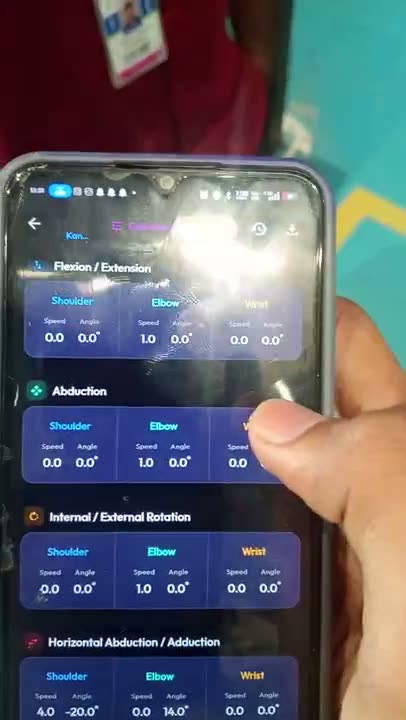 Kan...
Flexion / Extension
Shoulder Elbow Wrist
Speed Angle Speed Angle Speed Angle
0.0 0.0° 1.0 0.0° 0.0 0.0°
Abduction
Shoulder Elbow
Speed Angle Speed Angle Speed
0.0 0.0° 1.0 0.0° 0.0
Internal / External Rotation
Shoulder Elbow Wrist
Speed Angle Speed Angle Speed Angle
0.0 0.0° 1.0 0.0° 0.0 0.0°
Horizontal Abduction / Adduction
Shoulder Elbow Wrist
Speed Angle Speed Angle Speed Angle
4.0 -20.0° 0.0 14.0° 0.0 0.0°